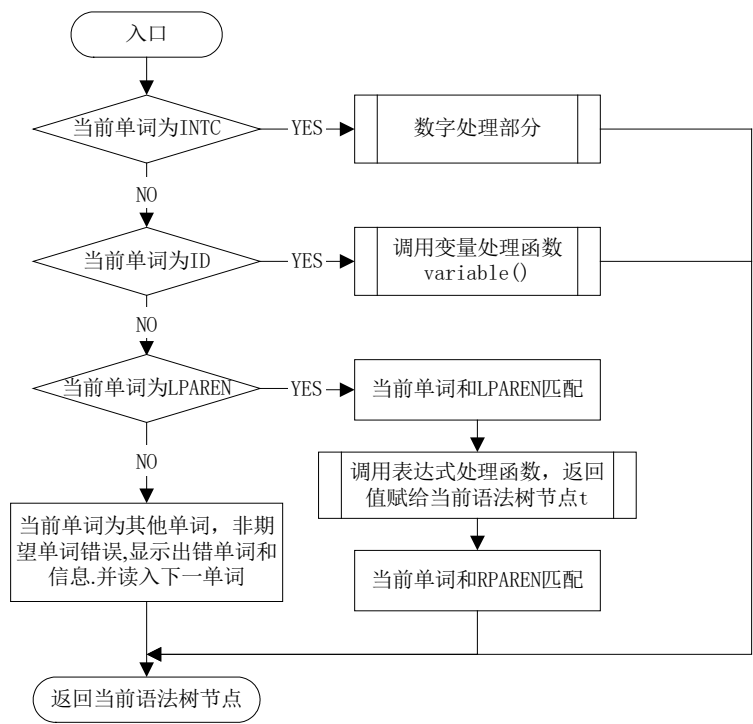 入口
当前单词为INTC
YES
数字处理部分
NO
当前单词为ID
YES
调用变量处理函数
variable()
NO
当前单词为LPAREN
YES
当前单词和LPAREN匹配
NO
调用表达式处理函数，返回
值赋给当前语法树节点t
当前单词为其他单词，非期
望单词错误,显示出错单词和
信息.并读入下一单词
当前单词和RPAREN匹配
返回当前语法树节点